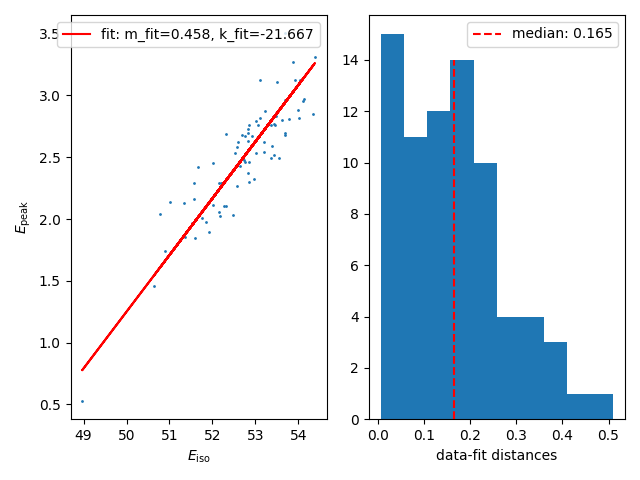 fit: m_fit=0.458, k_fit=-21.667
3.5
3.0
2.5
2.0
1.5
1.0
0.5
E_peak
49 50 51 52 53 54
E_iso
median: 0.165
14
12
10
8
6
4
2
0
0.0 0.1 0.2 0.3 0.4 0.5
data-fit distances